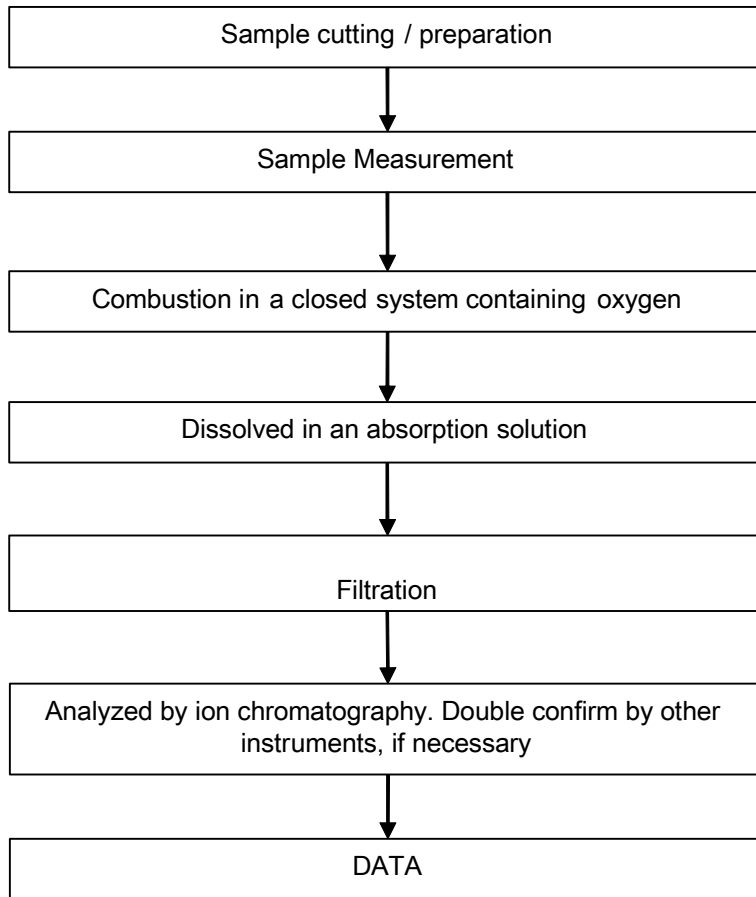 Sample cutting / preparation
Sample Measurement
Combustion in a closed system containing oxygen
Dissolved in an absorption solution
Filtration
Analyzed by ion chromatography. Double confirm by other
instruments, if necessary
DATA